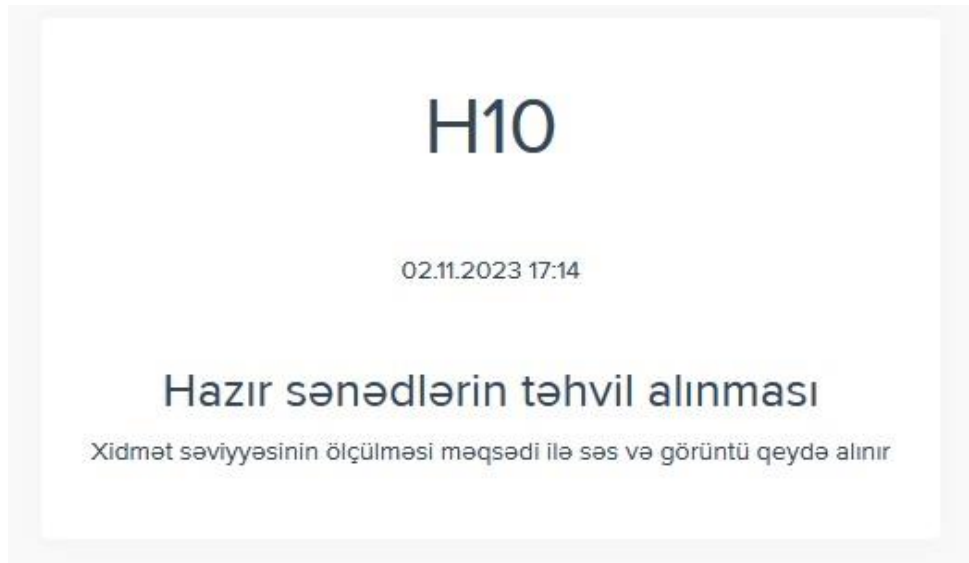 H10
02.11.2023 17:14
Hazır sənədlərin təhvil alınması
Xidmət səviyyəsinin ölçülməsi məqsədi ilə səs və görüntü qeydə alınır